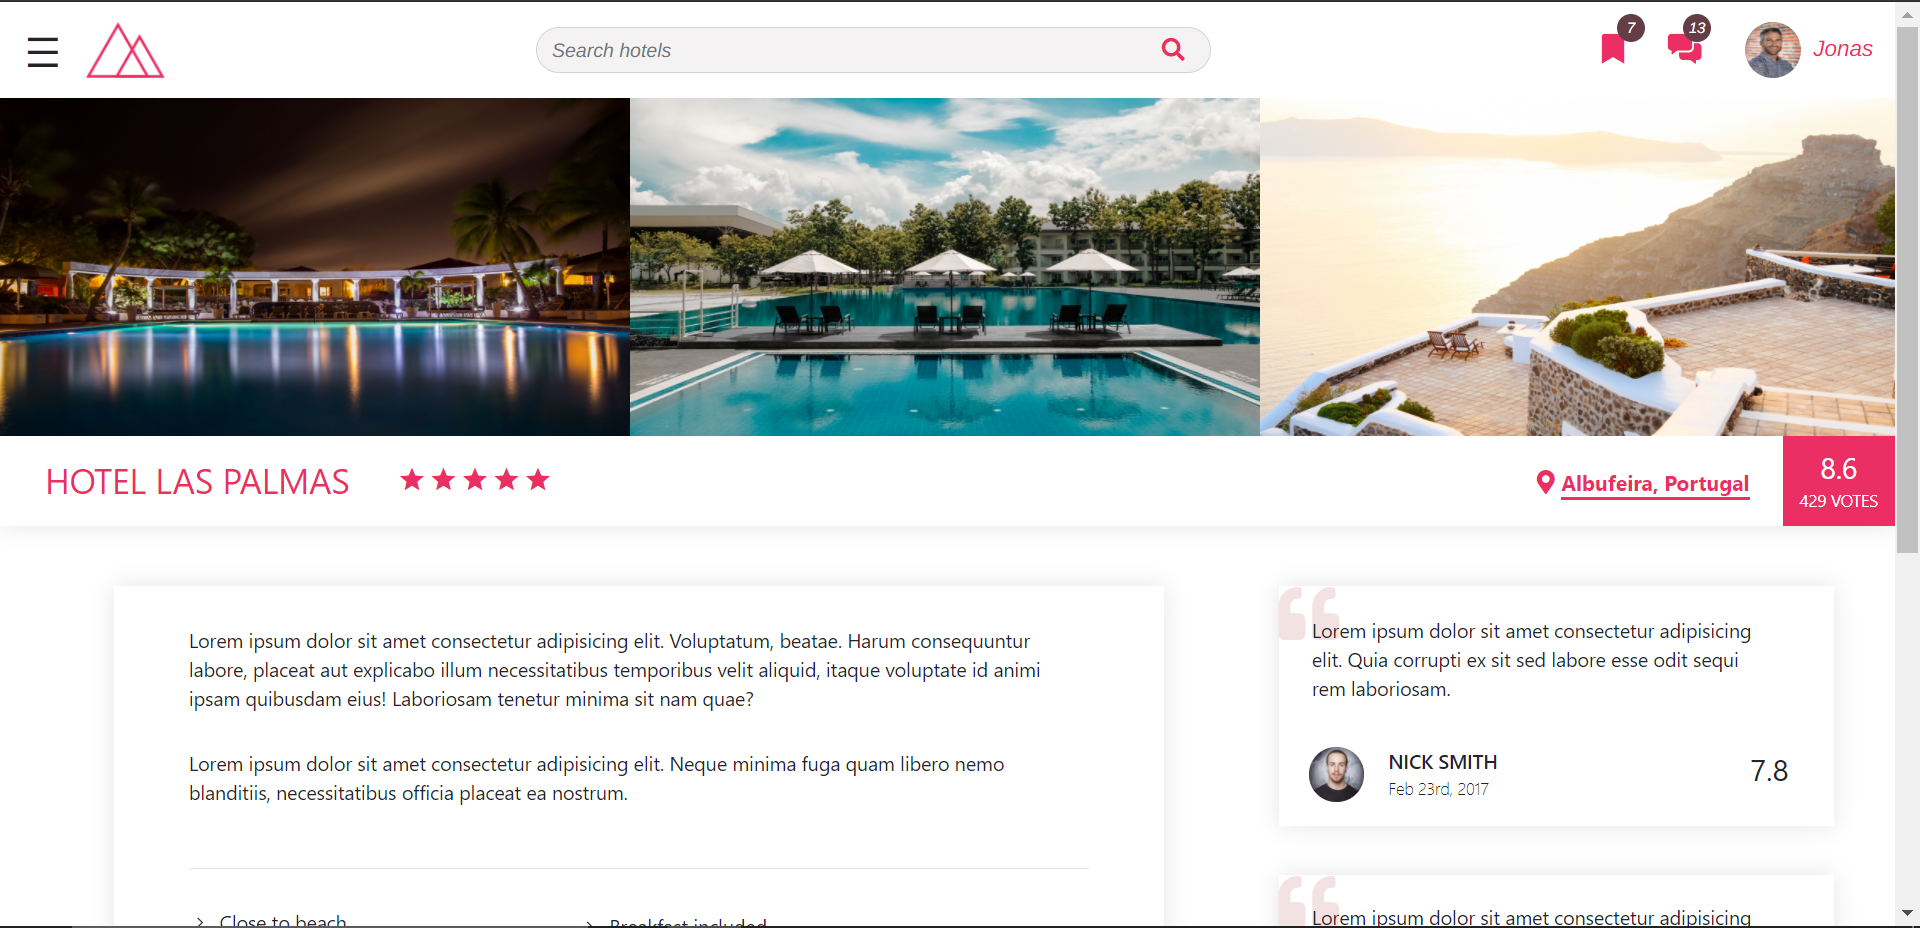 Search hotels
7
13
Jonas
HOTEL LAS PALMAS
Albufeira, Portugal
8.6
429 VOTES
Lorem ipsum dolor sit amet consectetur adipisicing elit. Voluptatum, beatae. Harum consequuntur
labore, placeat aut explicabo illum necessitatibus temporibus velit aliquid, itaque voluptate id animi
ipsam quibusdam eius! Laboriosam tenetur minima sit nam quae?
Lorem ipsum dolor sit amet consectetur adipisicing elit. Neque minima fuga quam libero nemo
blanditiis, necessitatibus officia placeat ea nostrum.
Close to beach
Breakfast included
Lorem ipsum dolor sit amet consectetur adipisicing
elit. Quia corrupti ex sit sed labore esse odit sequi
rem laboriosam.
NICK SMITH
Feb 23rd, 2017
7.8
Lorem ipsum dolor sit amet consectetur adipisicing